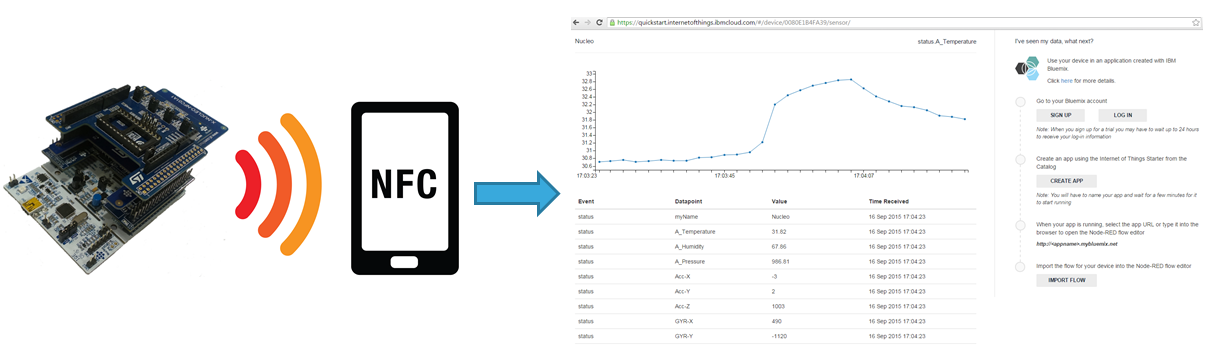 NFC
https://quickstart.internetofthings.ibmcloud.com/#/device/0080E1B4FA39/sensor/
Nucleo
status.A_Temperature
33
32.8
32.6
32.4
32.2
32
31.8
31.6
31.4
31.2
31
30.8
30.6
17:03:23
17:03:45
17:04:07
Event Datapoint Value Time Received
status myName Nucleo 16 Sep 2015 17:04:23
status A_Temperature 31.82 16 Sep 2015 17:04:23
status A_Humidity 67.86 16 Sep 2015 17:04:23
status A_Pressure 986.81 16 Sep 2015 17:04:23
status Acc-X -3 16 Sep 2015 17:04:23
status Acc-Y 2 16 Sep 2015 17:04:23
status Acc-Z 1003 16 Sep 2015 17:04:23
status GYR-X 490 16 Sep 2015 17:04:23
status GYR-Y -1120 16 Sep 2015 17:04:23
I've seen my data, what next?
Use your device in an application created with IBM
Bluemix.
Click here for more details.
Go to your Bluemix account
SIGN UP LOG IN
Note: When you sign up for a trial you may have to wait up to 24 hours
to receive your log-in information
Create an app using the Internet of Things Starter from the
Catalog
CREATE APP
Note: You will have to name your app and wait for a few minutes for it
to start running
When your app is running, select the app URL or type it into the
browser to open the Node-RED flow editor
http://<appname>.mybluemix.net
Import the flow for your device into the Node-RED flow editor
IMPORT FLOW